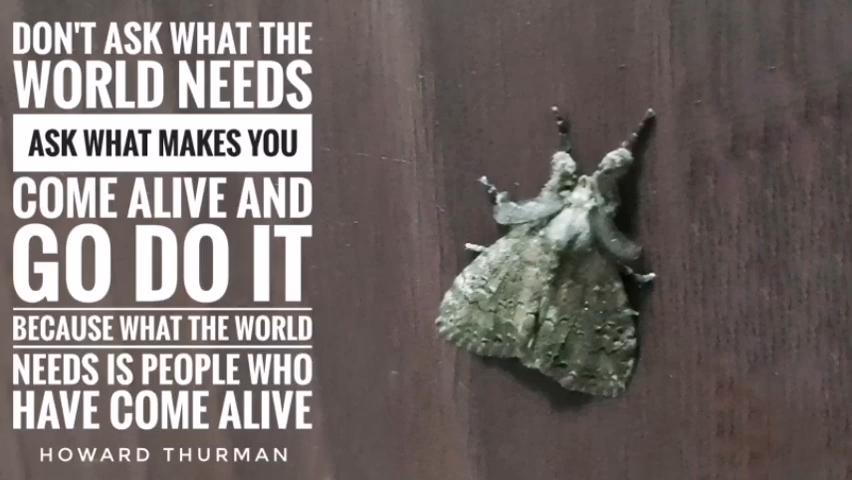 DON'T ASK WHAT THE
WORLD NEEDS
ASK WHAT MAKES YOU
COME ALIVE AND
GO DO IT
BECAUSE WHAT THE WORLD
NEEDS IS PEOPLE WHO
HAVE COME ALIVE
HOWARD THURMAN